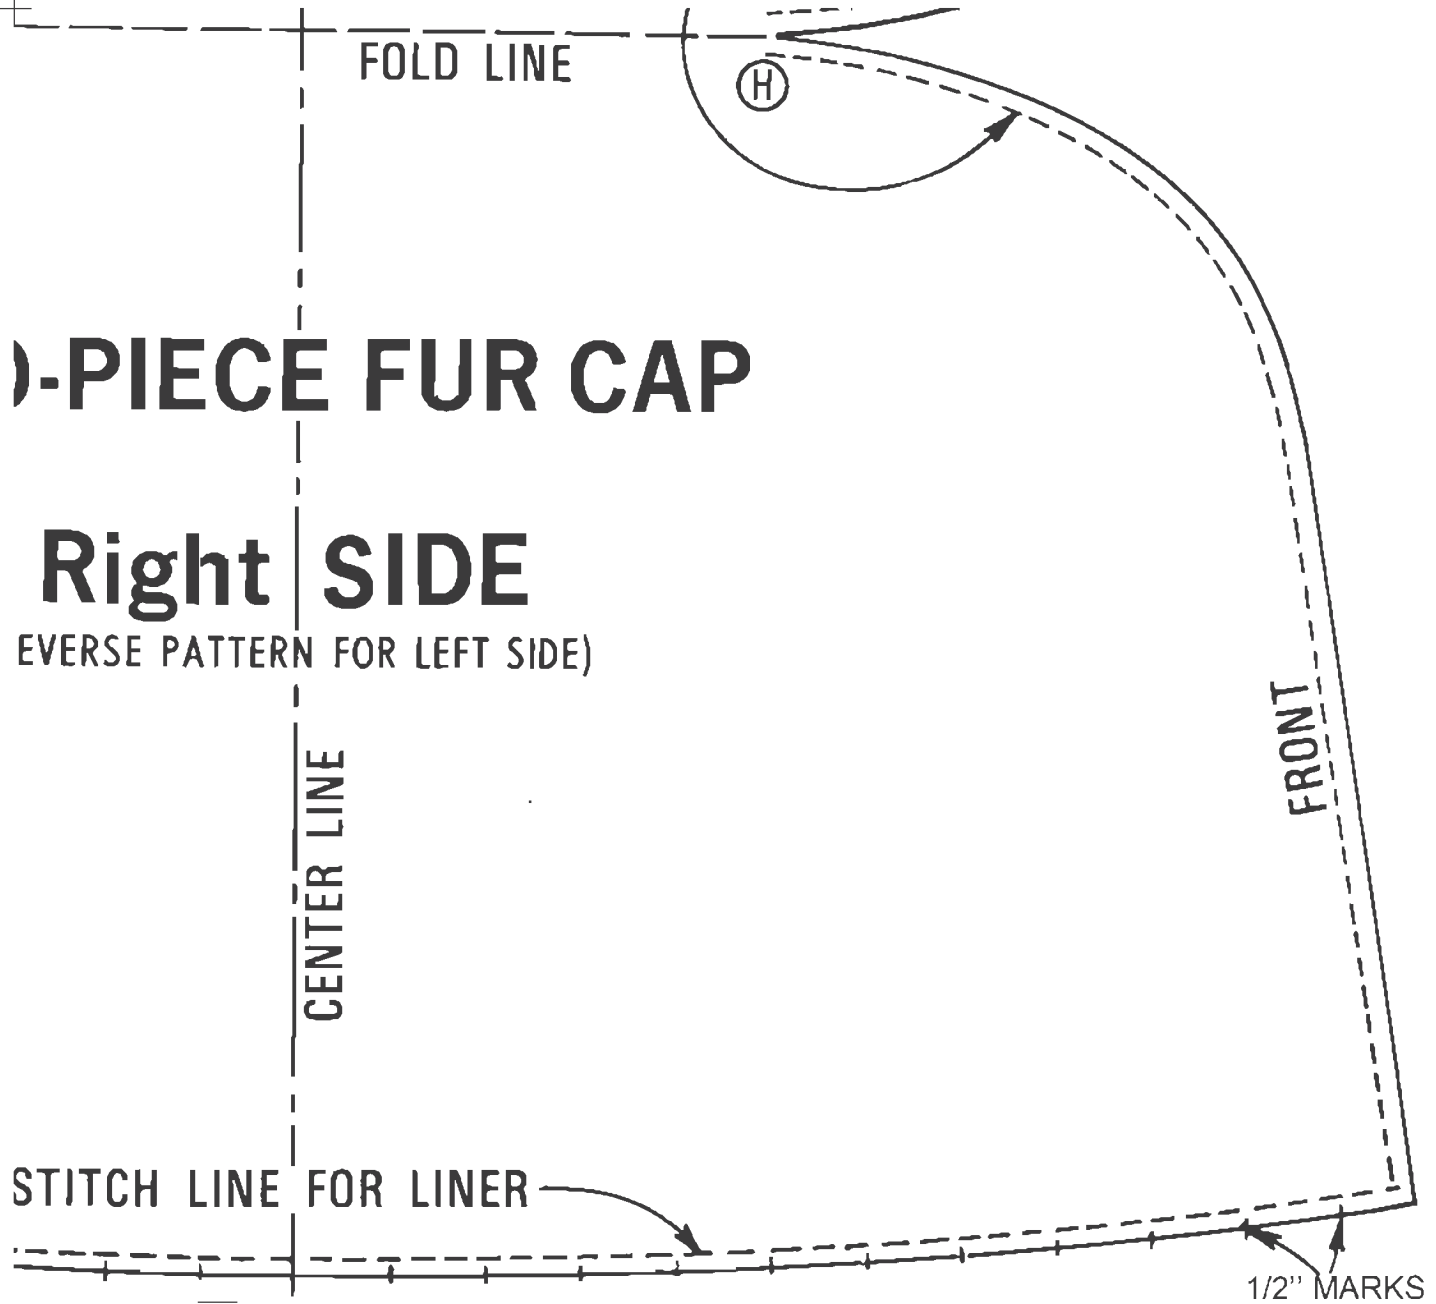 FOLD LINE
H
)-PIECE FUR CAP
Right SIDE
EVERSE PATTERN FOR LEFT SIDE)
FRONT
CENTER LINE
STITCH LINE FOR LINER
1/2'' MARKS